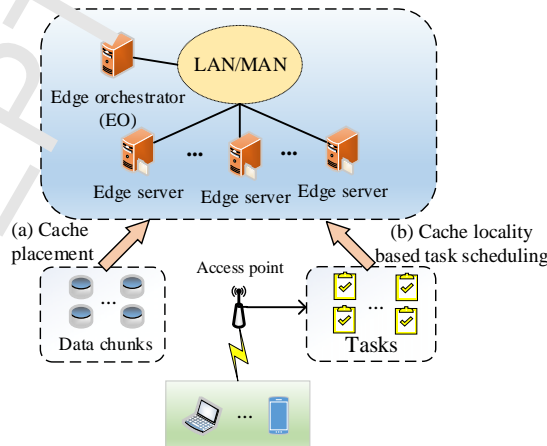 LAN/MAN
Edge orchestrator
(EO)
...
...
Edge server
Edge server
Edge server
(a) Cache
placement
(b) Cache locality
based task scheduling
Access point
...
Data chunks
...
Tasks
...